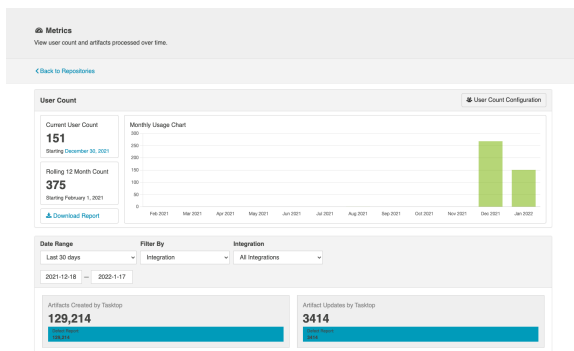 Metrics
View user count and artifacts processed over time.
Back to Repositories
User Count
User Count Configuration
Current User Count
151
Starting December 30, 2021
Rolling 12 Month Count
375
Starting February 1, 2021
Download Report
Monthly Usage Chart
300
250
200
150
100
50
0
Feb 2021 Mar 2021 Apr 2021 May 2021 Jun 2021 Jul 2021 Aug 2021 Sep 2021 Oct 2021 Nov 2021 Dec 2021 Jan 2022
Date Range Filter By Integration
Last 30 days Integration All Integrations
2021-12-18 — 2022-1-17
Artifacts Created by Tasktop
129,214
129,214
Artifact Updates by Tasktop
3414
3414